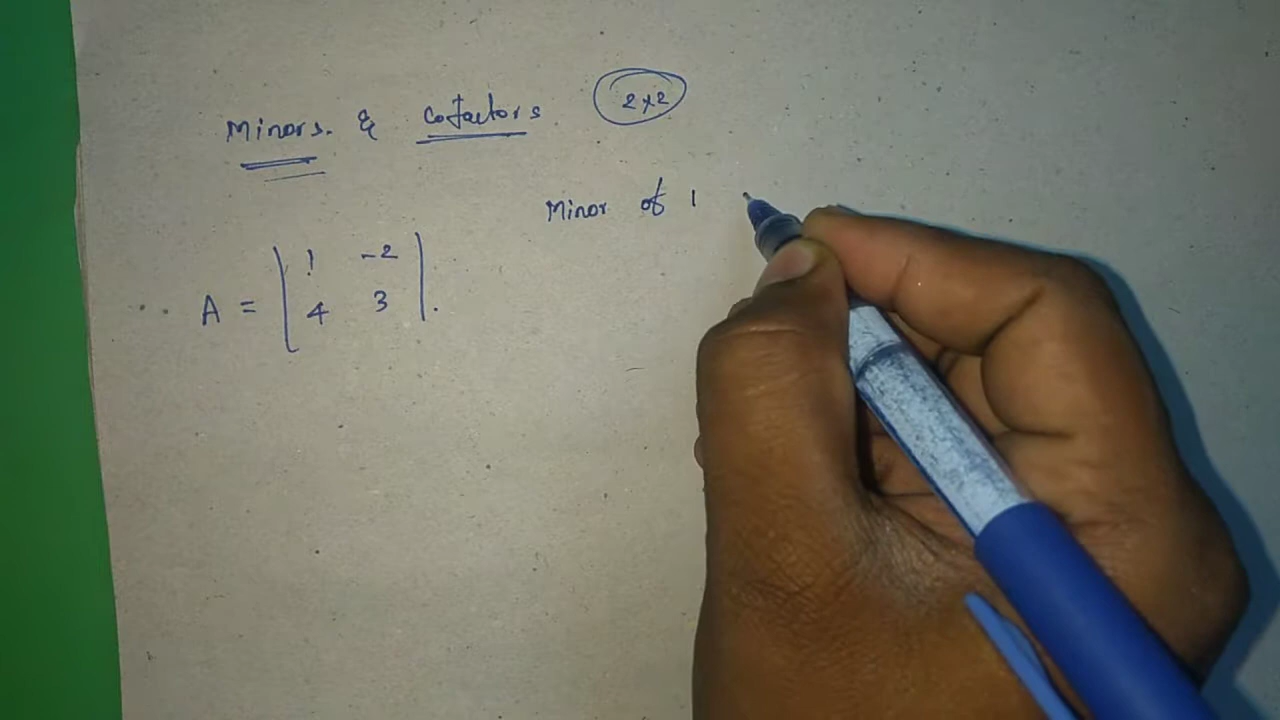 Minors. & Cofactors 2×2
Minor of 1
A = | 1 -2 |
| 4 3 | .